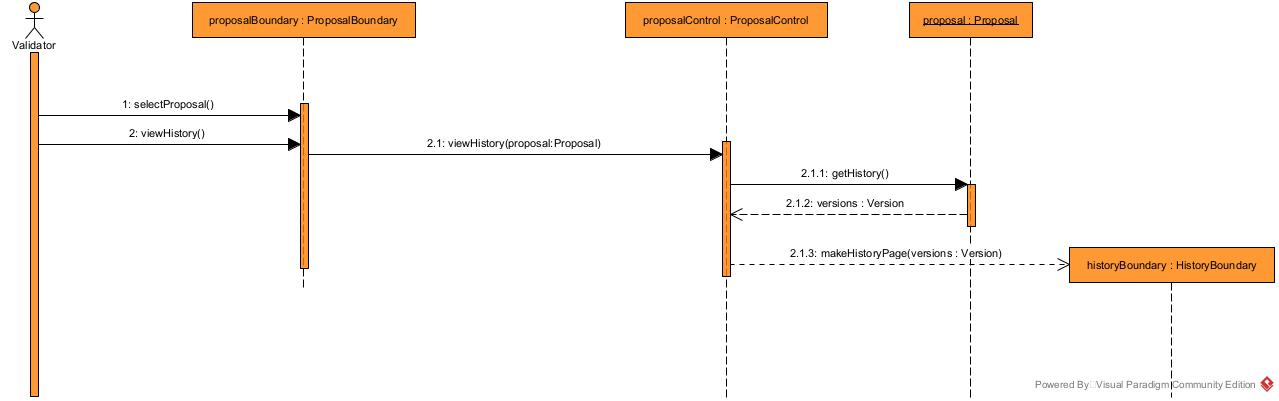 Validator
proposalBoundary : ProposalBoundary
proposalControl : ProposalControl
proposal : Proposal
1: selectProposal()
2: viewHistory()
2.1: viewHistory(proposal:Proposal)
2.1.1: getHistory()
2.1.2: versions : Version
2.1.3: makeHistoryPage(versions : Version)
historyBoundary : HistoryBoundary
Powered By Visual Paradigm Community Edition